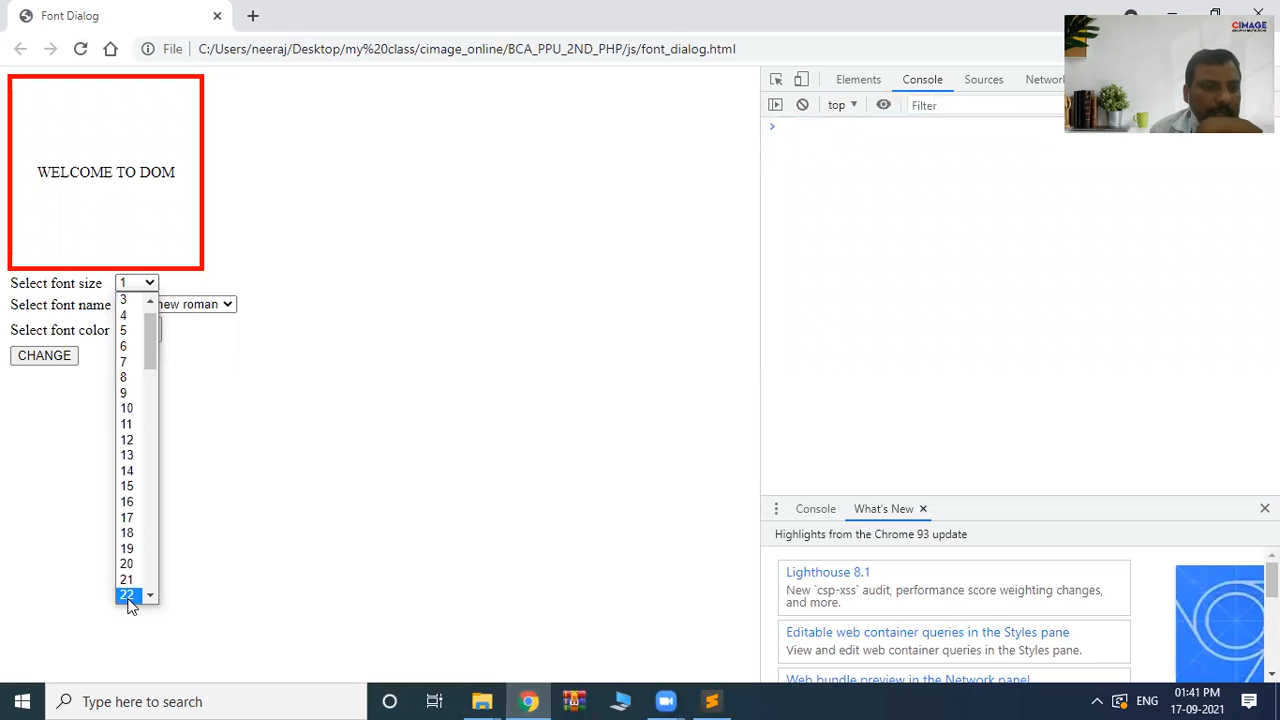 Font Dialog
File
C:/Users/neeraj/Desktop/my%20class/cimage_online/BCA_PPU_2ND_PHP/js/font_dialog.html
CIMAGE
Elements
Console
Sources
Network
top
Filter
WELCOME TO DOM
Select font size
1
Select font name
new roman
Select font color
CHANGE
3
4
5
6
7
8
9
10
11
12
13
14
15
16
17
18
19
20
21
22
Console
What's New
Highlights from the Chrome 93 update
Lighthouse 8.1
New `csp-xss` audit, performance score weighting changes,
and more.
Editable web container queries in the Styles pane
View and edit web container queries in the Styles pane.
Web bundle preview in the Network panel
Type here to search
ENG
01:41 PM
17-09-2021